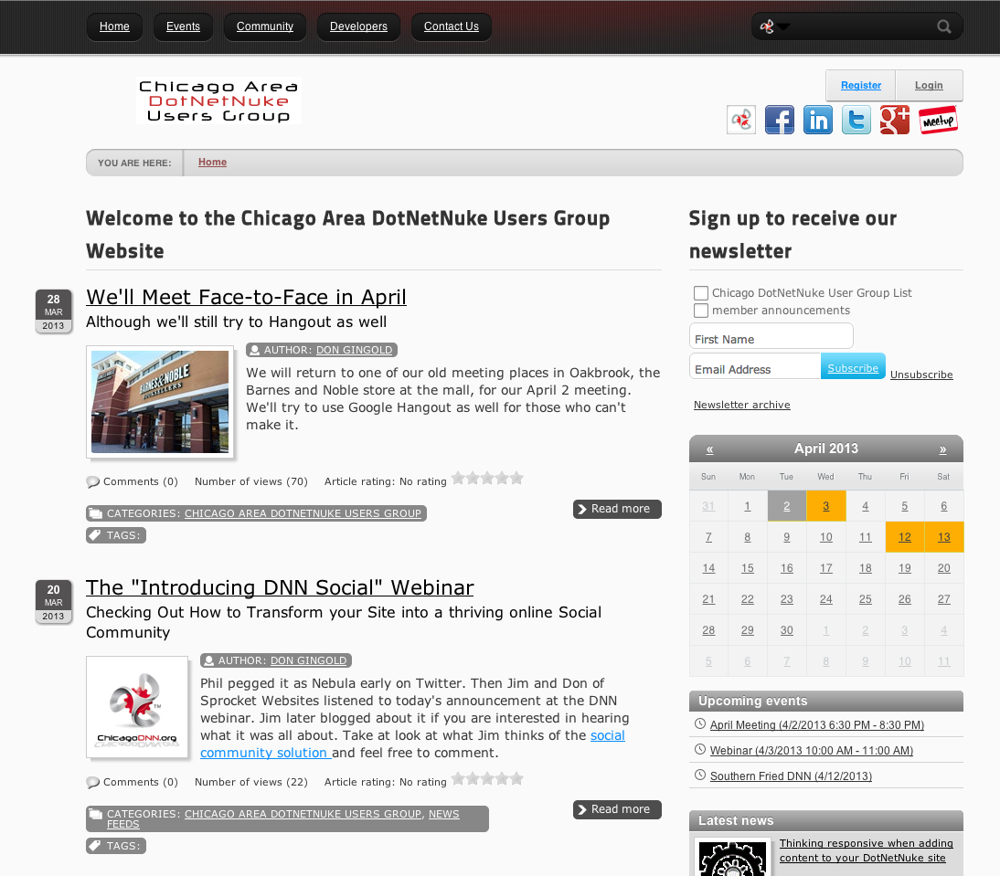 Home Events Community Developers Contact Us
Chicago Area
DotNetNuke
Users Group
Register Login
Meetup
YOU ARE HERE: Home
Welcome to the Chicago Area DotNetNuke Users Group
Website
28
MAR
2013
We'll Meet Face-to-Face in April
Although we'll still try to Hangout as well
BARNES & NOBLE
BOOKSELLERS
AUTHOR: DON GINGOLD
We will return to one of our old meeting places in Oakbrook, the
Barnes and Noble store at the mall, for our April 2 meeting.
We'll try to use Google Hangout as well for those who can't
make it.
Comments (0) Number of views (70) Article rating: No rating
CATEGORIES: CHICAGO AREA DOTNETNUKE USERS GROUP
Read more
TAGS:
20
MAR
2013
The "Introducing DNN Social" Webinar
Checking Out How to Transform your Site into a thriving online Social
Community
ChicagoDNN.org
AUTHOR: DON GINGOLD
Phil pegged it as Nebula early on Twitter. Then Jim and Don of
Sprocket Websites listened to today's announcement at the DNN
webinar. Jim later blogged about it if you are interested in hearing
what it was all about. Take at look at what Jim thinks of the social
community solution and feel free to comment.
Comments (0) Number of views (22) Article rating: No rating
CATEGORIES: CHICAGO AREA DOTNETNUKE USERS GROUP, NEWS
FEEDS
Read more
TAGS:
Sign up to receive our
newsletter
Chicago DotNetNuke User Group List
member announcements
First Name
Email Address Subscribe Unsubscribe
Newsletter archive
« April 2013 »
Sun Mon Tue Wed Thu Fri Sat
31 1 2 3 4 5 6
7 8 9 10 11 12 13
14 15 16 17 18 19 20
21 22 23 24 25 26 27
28 29 30 1 2 3 4
5 6 7 8 9 10 11
Upcoming events
April Meeting (4/2/2013 6:30 PM - 8:30 PM)
Webinar (4/3/2013 10:00 AM - 11:00 AM)
Southern Fried DNN (4/12/2013)
Latest news
Thinking responsive when adding
content to your DotNetNuke site